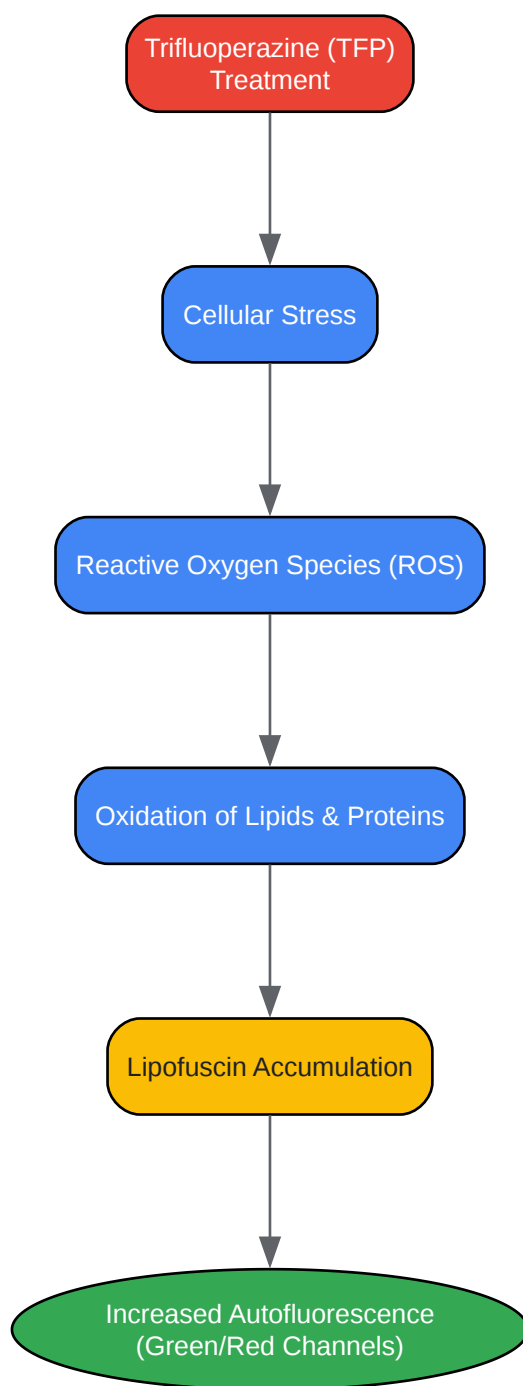 Trifluoperazine (TFP)
Treatment
Cellular Stress
Reactive Oxygen Species (ROS)
Oxidation of Lipids & Proteins
Lipofuscin Accumulation
Increased Autofluorescence
(Green/Red Channels)